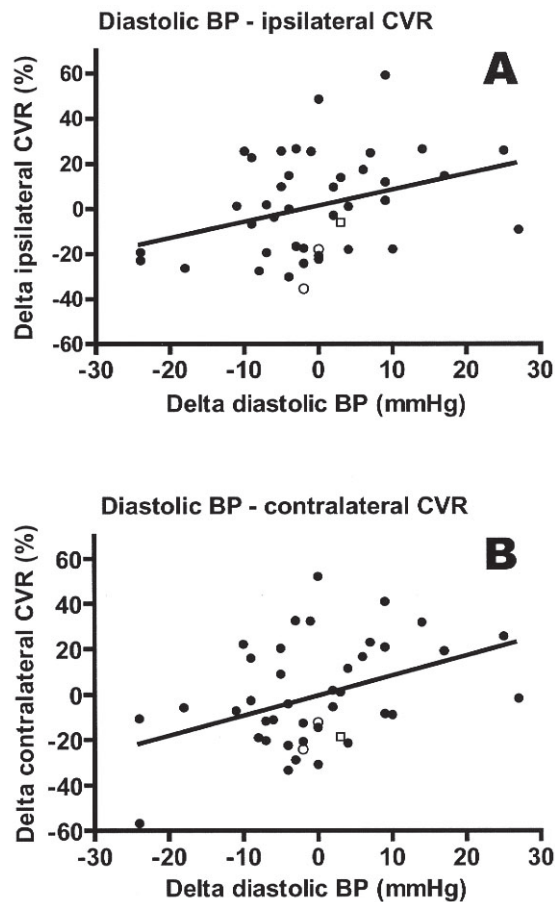 Diastolic BP - ipsilateral CVR
A
Delta ipsilateral CVR (%)
60
40
20
0
-20
-40
-60
-30 -20 -10 0 10 20 30
Delta diastolic BP (mmHg)
Diastolic BP - contralateral CVR
B
Delta contralateral CVR (%)
60
40
20
0
-20
-40
-60
-30 -20 -10 0 10 20 30
Delta diastolic BP (mmHg)